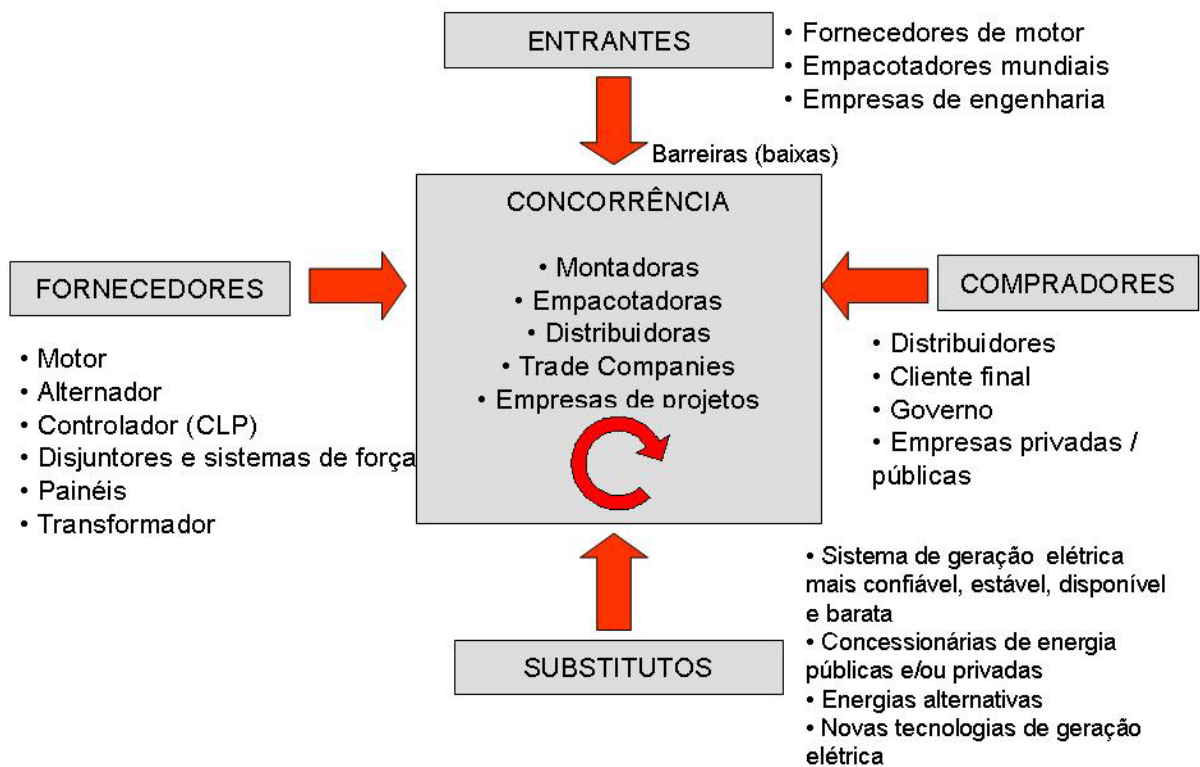 ENTRANTES
• Fornecedores de motor
• Empacotadores mundiais
• Empresas de engenharia
Barreiras (baixas)
CONCORRÊNCIA
• Montadoras
• Empacotadoras
• Distribuidoras
• Trade Companies
• Empresas de projetos
FORNECEDORES
• Motor
• Alternador
• Controlador (CLP)
• Disjuntores e sistemas de força
• Painéis
• Transformador
COMPRADORES
• Distribuidores
• Cliente final
• Governo
• Empresas privadas /
públicas
SUBSTITUTOS
• Sistema de geração elétrica
mais confiável, estável, disponível
e barata
• Concessionárias de energia
públicas e/ou privadas
• Energias alternativas
• Novas tecnologias de geração
elétrica